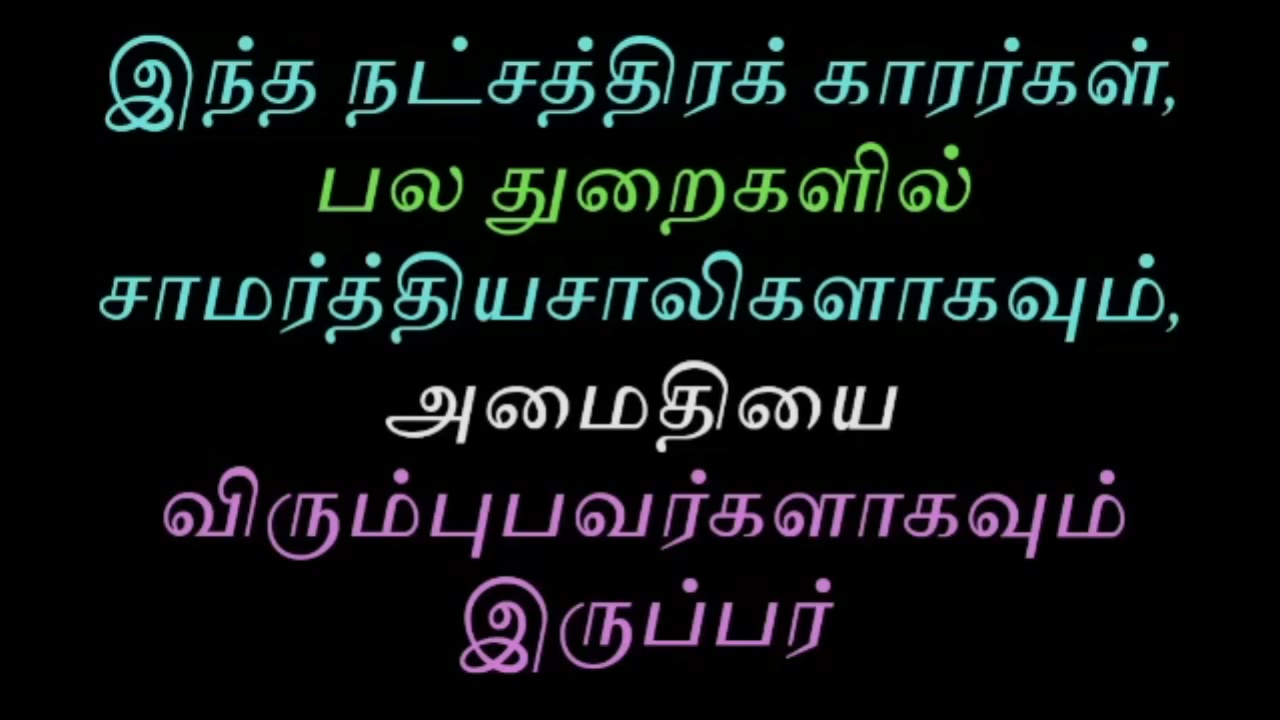 இந்த நட்சத்திரக் காரர்கள்,
பல துறைகளில்
சாமர்த்தியசாலிகளாகவும்,
அமைதியை
விரும்புபவர்களாகவும்
இருப்பர்